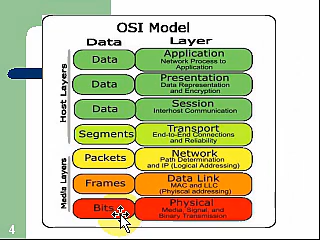 OSI Model
Data Layer
Data Application
Network Process to
Application
Data Presentation
Data Representation
and Encryption
Data Session
Interhost Communication
Segments Transport
End-to-End Connections
and Reliability
Packets Network
Path Determination
and IP (Logical Addressing)
Frames Data Link
MAC and LLC
(Phyiscal addressing)
Bits Physical
Media, Signal, and
Binary Transmission
Host Layers
Media Layers
4